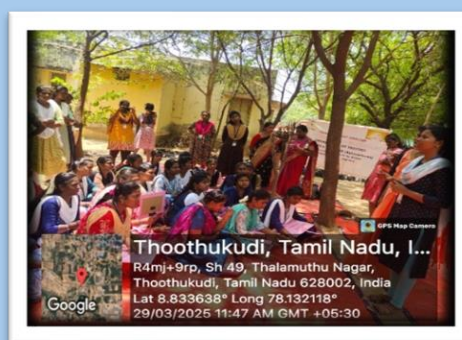 GPS Map Camera
Thoothukudi, Tamil Nadu, I...
R4mj+9rp, Sh 49, Thalamuthu Nagar,
Thoothukudi, Tamil Nadu 628002, India
Lat 8.833638° Long 78.132118°
29/03/2025 11:47 AM GMT +05:30
Google